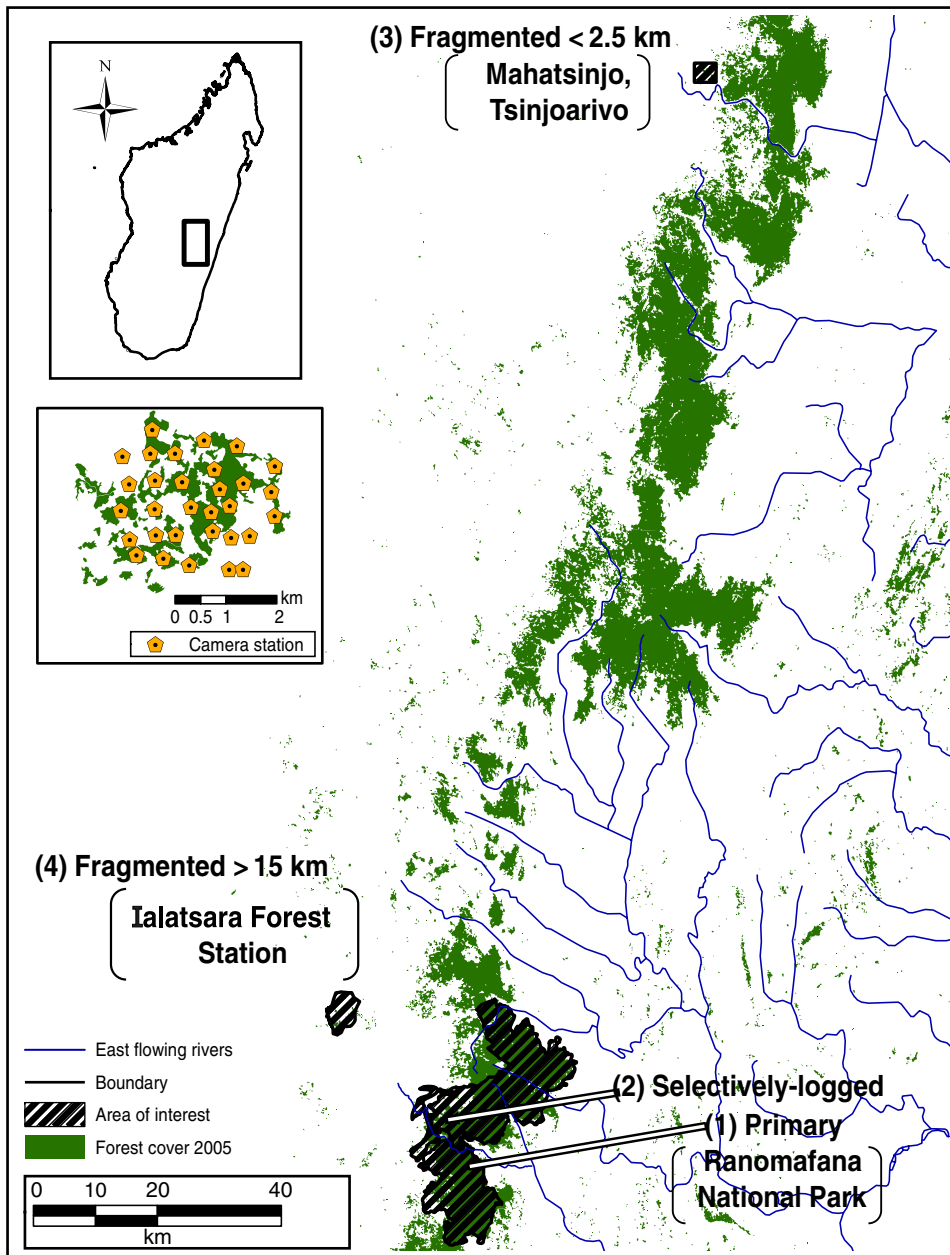 (3) Fragmented < 2.5 km
Mahatsinjo,
Tsinjoarivo
N
km
0 0.5 1 2
Camera station
(4) Fragmented > 15 km
Ialatsara Forest
Station
East flowing rivers
Boundary
Area of interest
Forest cover 2005
(2) Selectively-logged
(1) Primary
Ranomafana
National Park
0 10 20 40
km